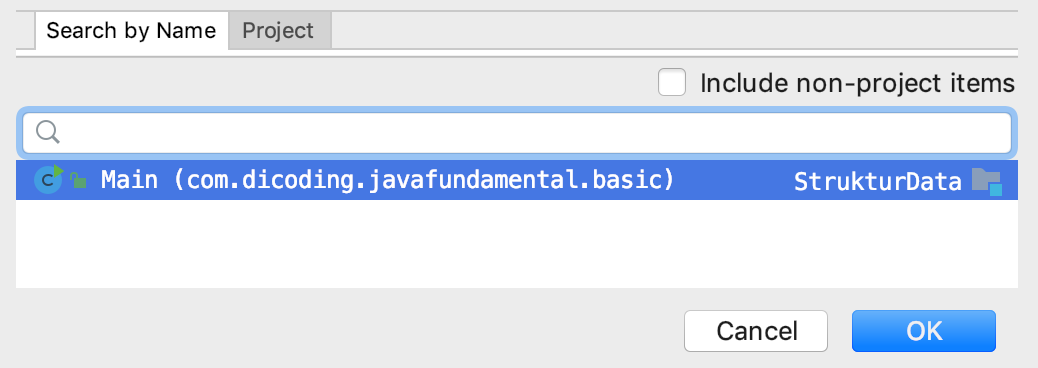 Search by Name Project
Include non-project items
C Main (com.dicoding.javafundamental.basic) StrukturData
Cancel OK